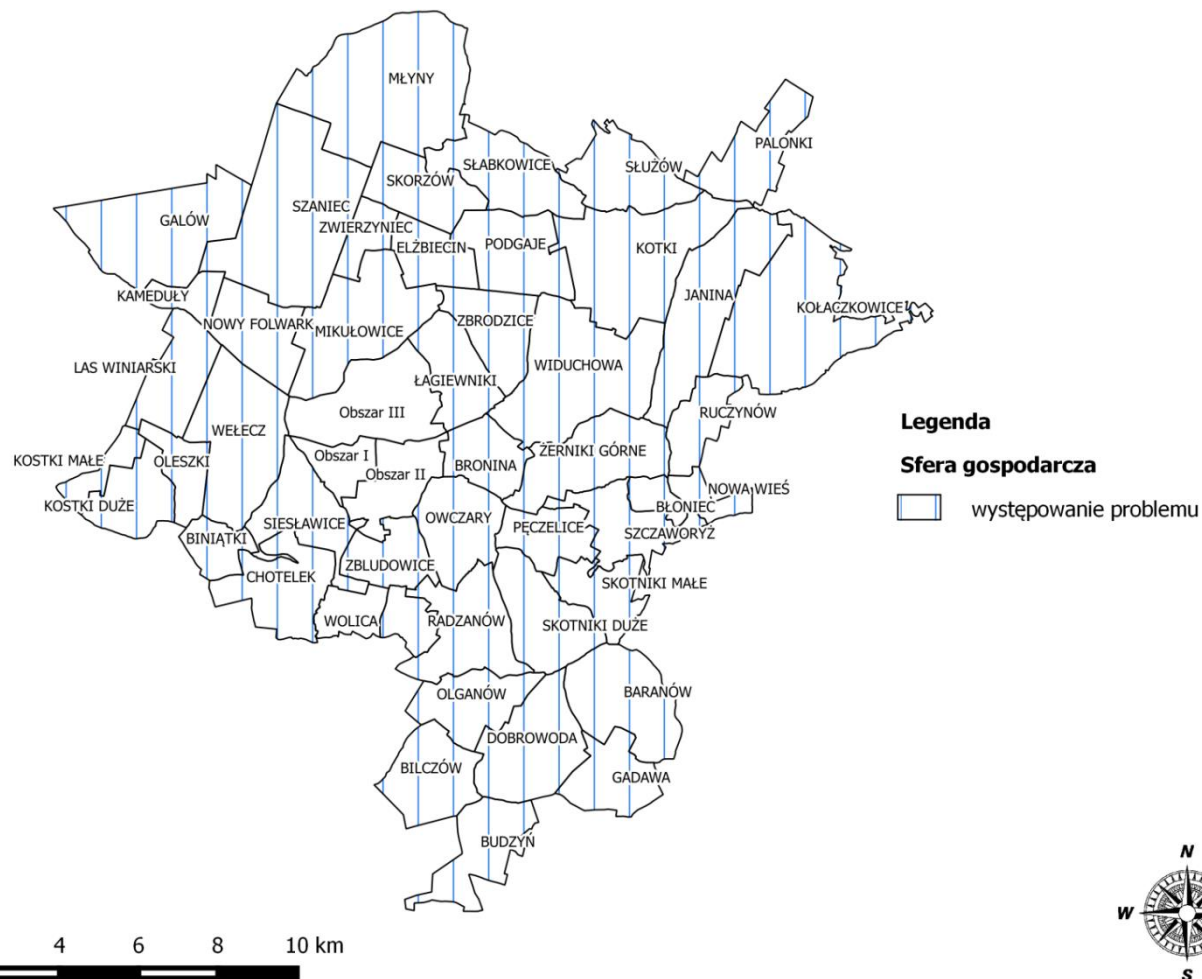 MŁYNY
PALONKI
SŁABKOWICE
SŁUŻÓW
SKORZÓW
SZANIEC
GALÓW
ZWIERZYNIEC
ELŻBIECIN
PODGAJE
KOTKI
KAMEDUŁY
JANINA
KOŁACZKOWICE
NOWY FOLWARK
MIKUŁOWICE
ZBRODZICE
LAS WINIARSKI
ŁAGIEWNIKI
WIDUCHOWA
Obszar III
RUCZYNÓW
WEŁECZ
KOSTKI MAŁE
OLESZKI
Obszar I
Obszar II
BRONINA
ŻERNIKI GÓRNE
NOWA WIEŚ
KOSTKI DUŻE
BŁONIEC
SIESŁAWICE
OWCZARY
PĘCZELICE
SZCZAWORYŻ
BINIĄTKI
ZBLUDOWICE
CHOTELEK
SKOTNIKI MAŁE
WOLICA
RADZANÓW
SKOTNIKI DUŻE
OLGANÓW
BARANÓW
DOBROWODA
BILCZÓW
GADAWA
BUDZYŃ
Legenda
Sfera gospodarcza
występowanie problemu
N
W
S
4 6 8 10 km